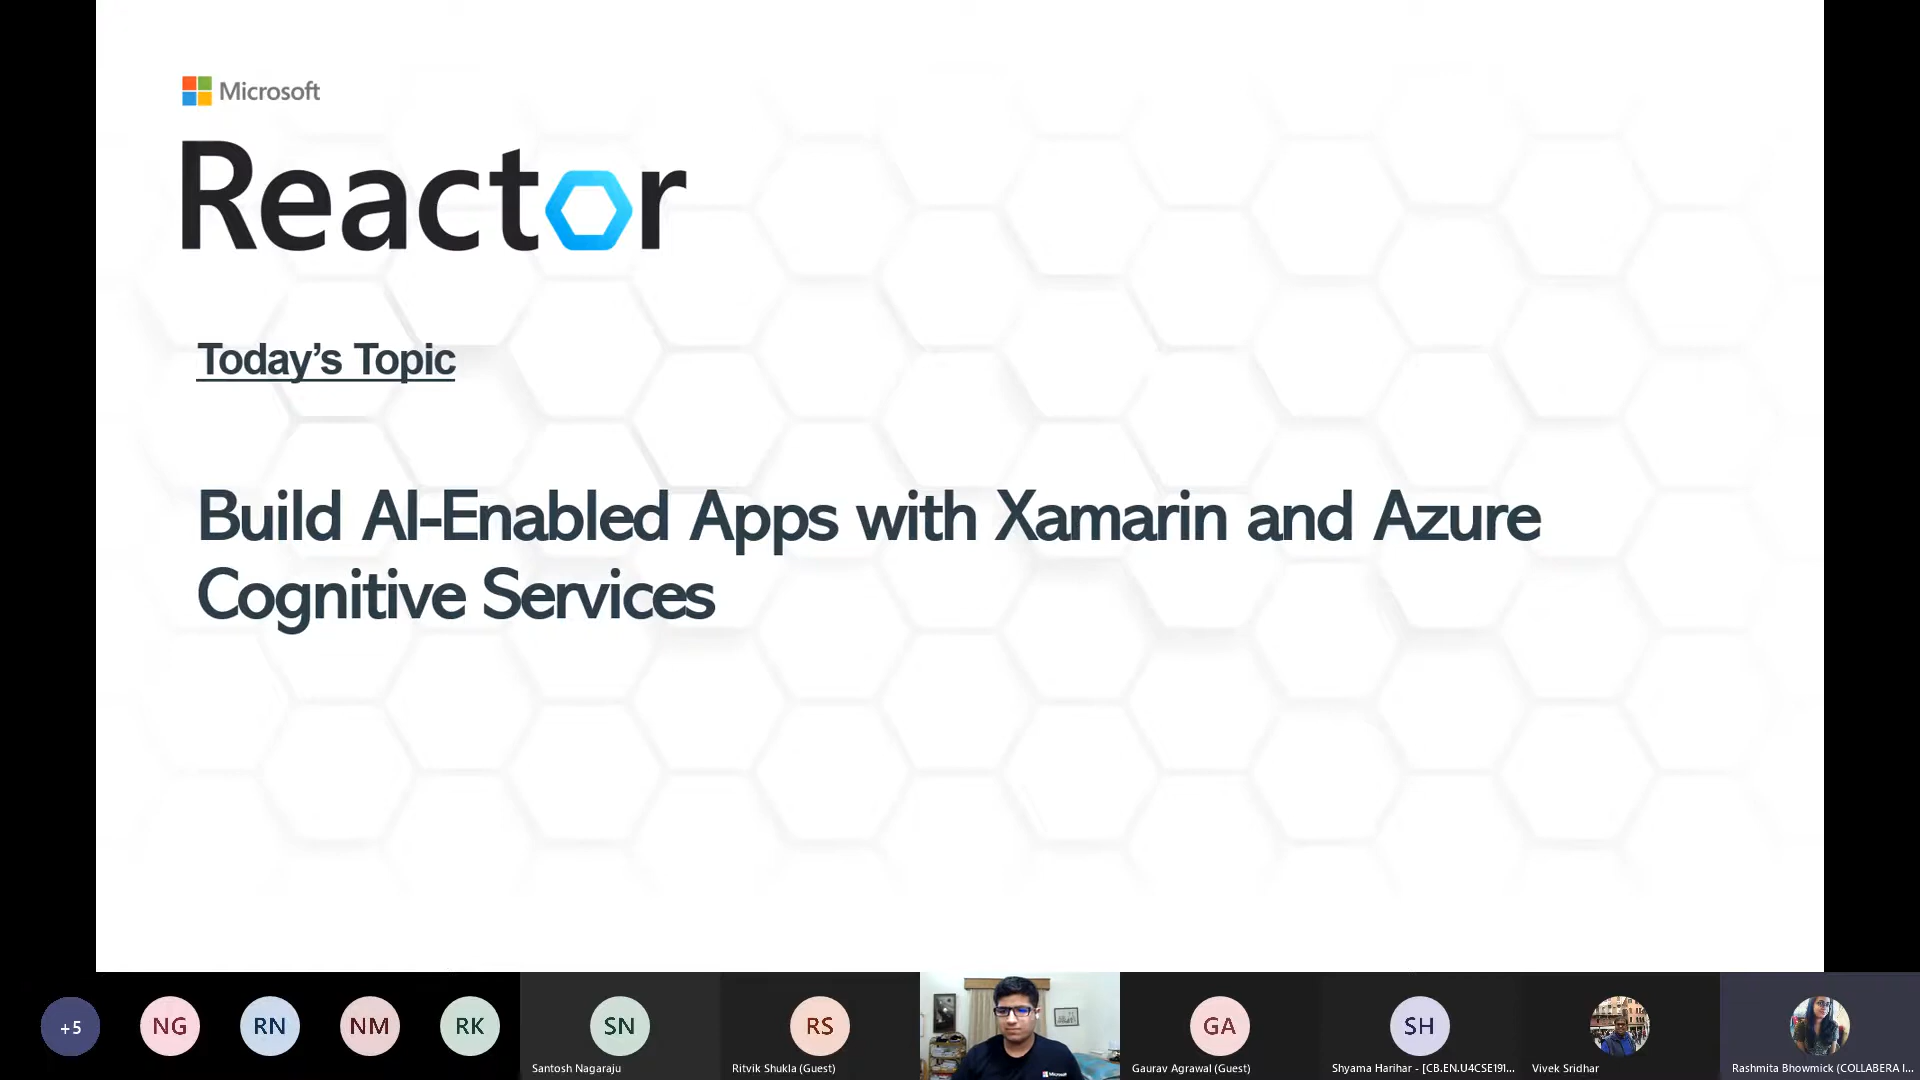 Microsoft
Reactor
Today's Topic
Build AI-Enabled Apps with Xamarin and Azure
Cognitive Services
+5
NG
RN
NM
RK
SN
RS
GA
SH
Santosh Nagaraju
Ritvik Shukla (Guest)
Microsoft
Gaurav Agrawal (Guest)
Shyama Harihar - [CB.EN.U4CSE191...
Vivek Sridhar
Rashmita Bhowmick (COLLABERA I...